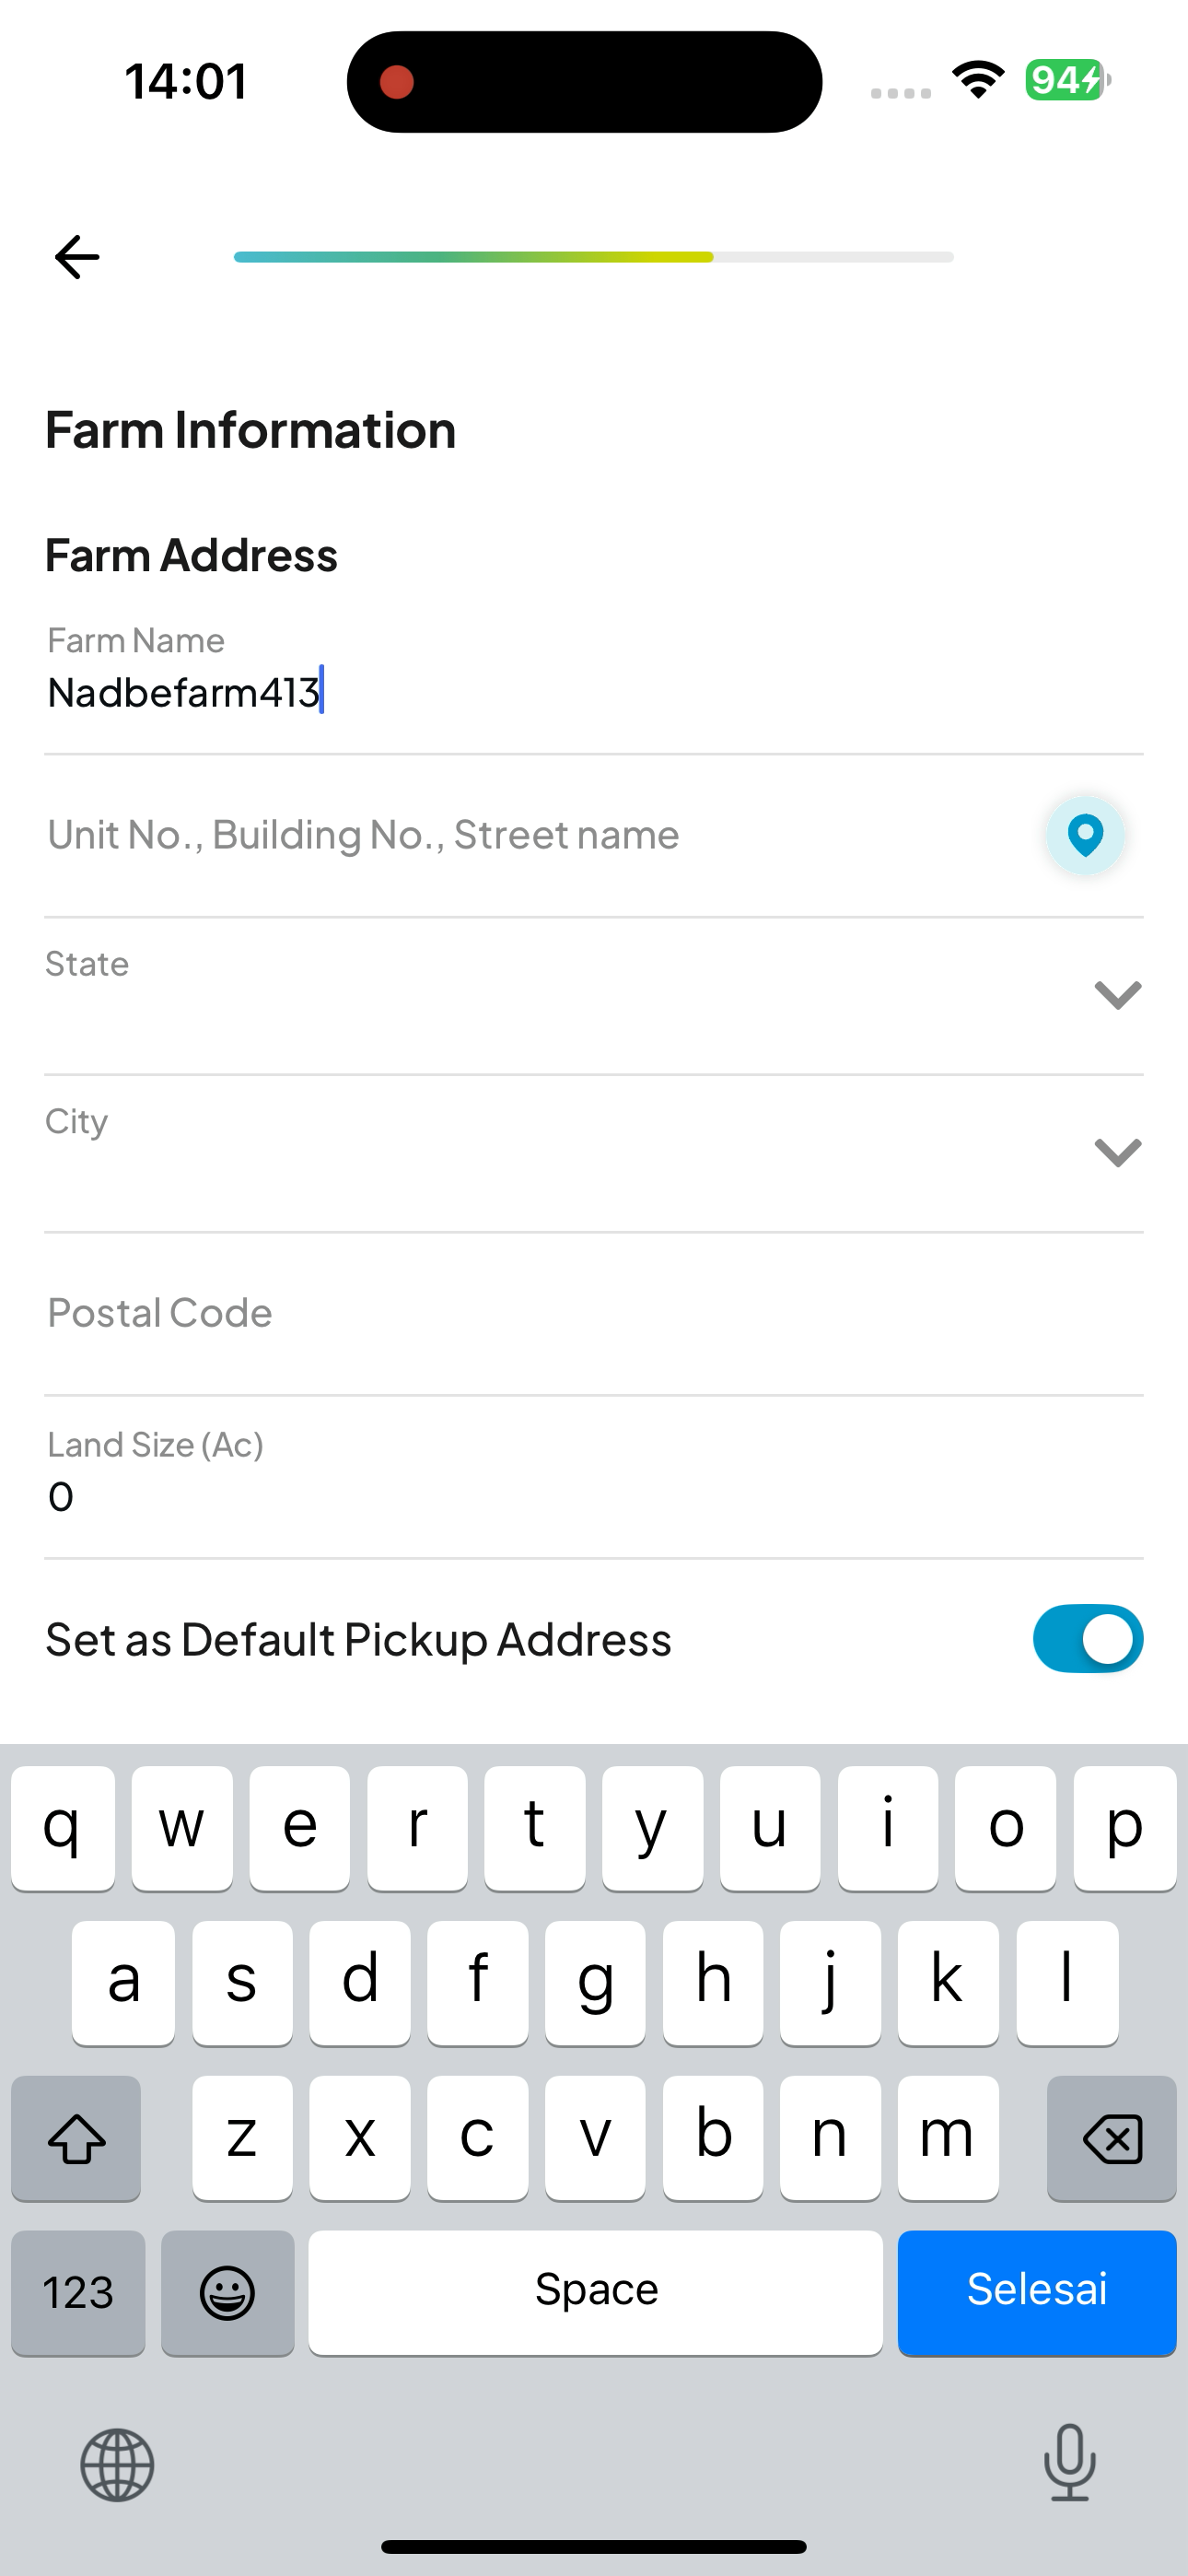 14:01
94
Farm Information
Farm Address
Farm Name
Nadbefarm413
Unit No., Building No., Street name
State
City
Postal Code
Land Size (Ac)
0
Set as Default Pickup Address
q w e r t y u i o p
a s d f g h j k l
z x c v b n m
123 Space Selesai